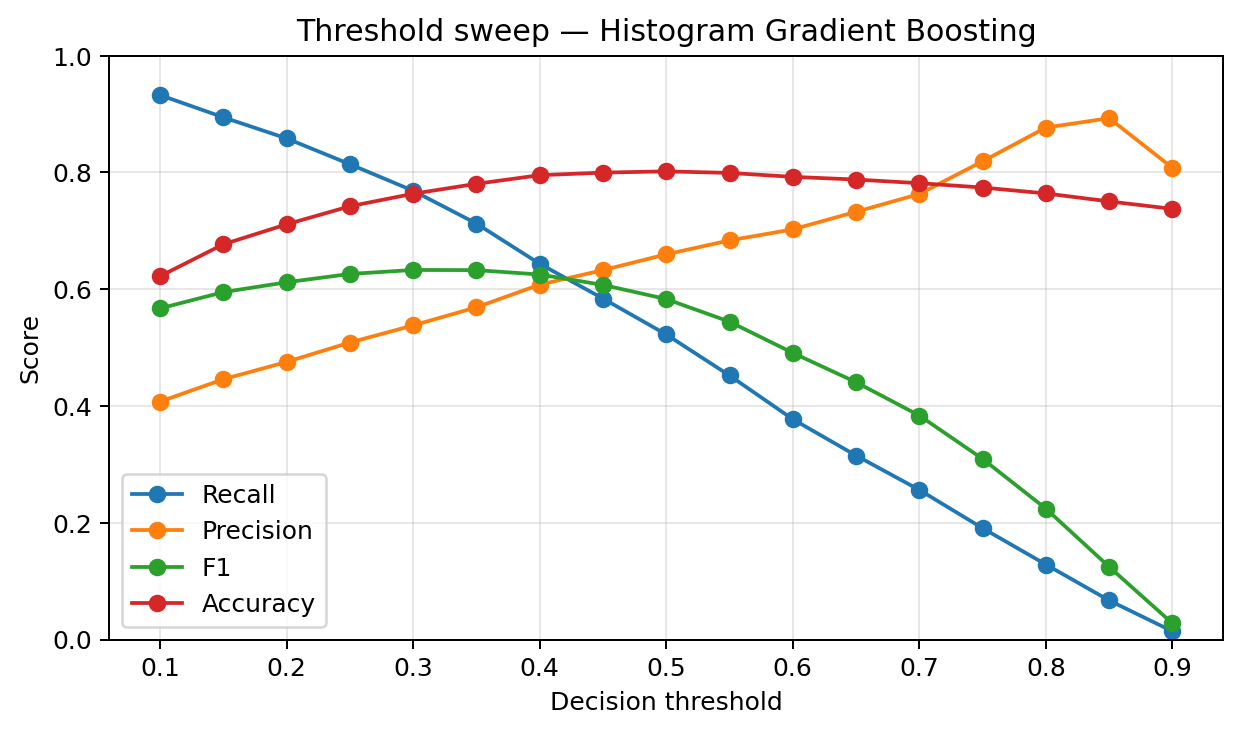 Threshold sweep — Histogram Gradient Boosting
1.0
0.8
0.6
0.4
0.2
0.0
Score
Recall
Precision
F1
Accuracy
0.1 0.2 0.3 0.4 0.5 0.6 0.7 0.8 0.9
Decision threshold